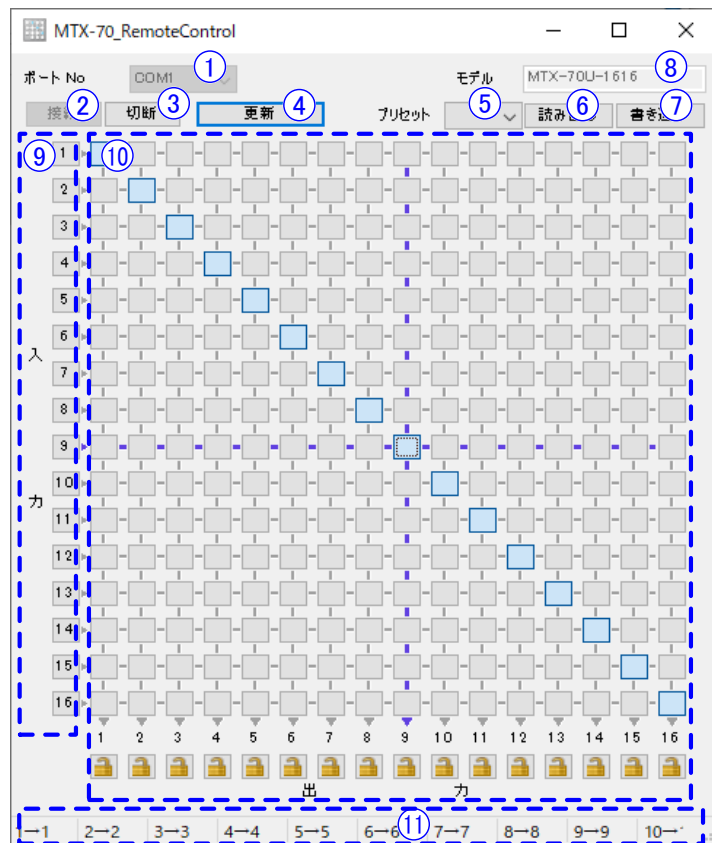 MTX-70_RemoteControl
ポート No COM1 ① モデル MTX-70U-1616 ⑧
② 切断 ③ 更新 ④ プリセット ⑤ 読み ⑥ 書き ⑦
⑨ 1 ⑩
2
3
4
5
6
入
7
8
9
10
力
11
12
13
14
15
16
1 2 3 4 5 6 7 8 9 10 11 12 13 14 15 16
出 力
1→1 2→2 3→3 4→4 5→5 6→6 ⑪ 7→7 8→8 9→9 10→